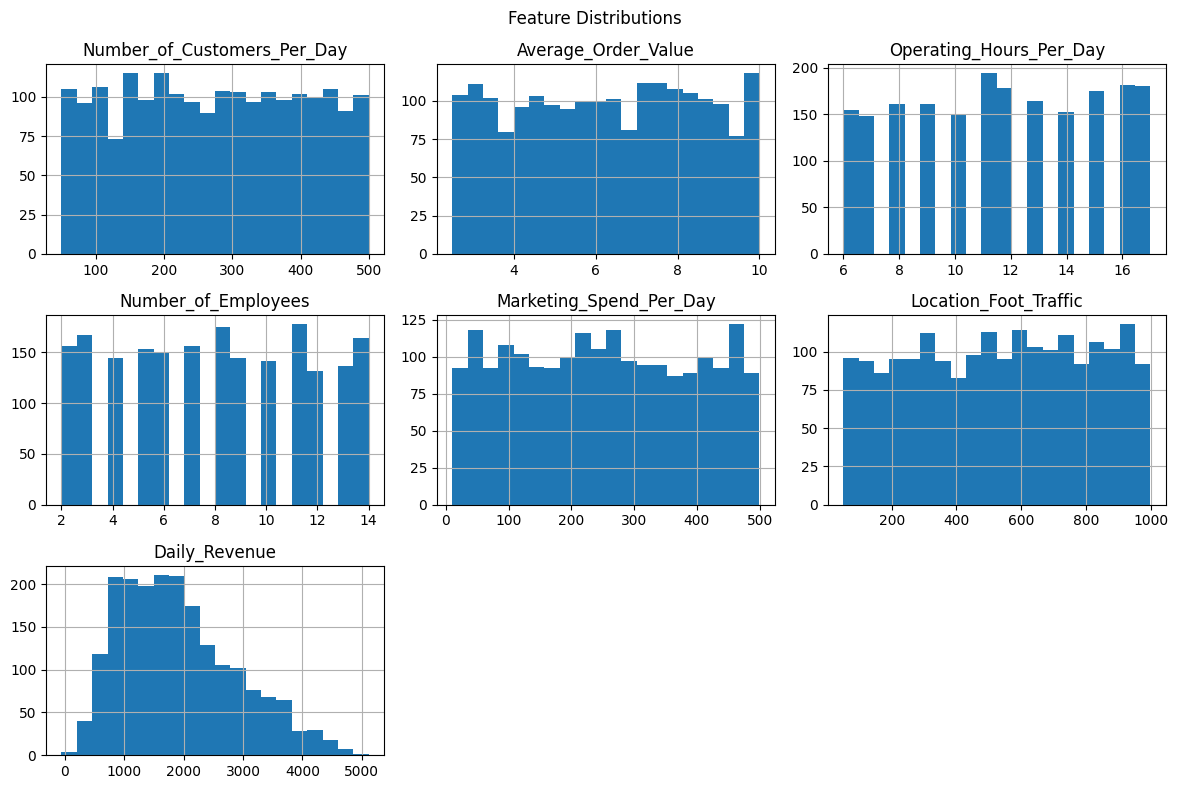 Feature Distributions
Number_of_Customers_Per_Day
100
75
50
25
0
100 200 300 400 500
Average_Order_Value
100
75
50
25
0
4 6 8 10
Operating_Hours_Per_Day
200
150
100
50
0
6 8 10 12 14 16
Number_of_Employees
150
100
50
0
2 4 6 8 10 12 14
Marketing_Spend_Per_Day
125
100
75
50
25
0
0 100 200 300 400 500
Location_Foot_Traffic
100
75
50
25
0
200 400 600 800 1000
Daily_Revenue
200
150
100
50
0
0 1000 2000 3000 4000 5000